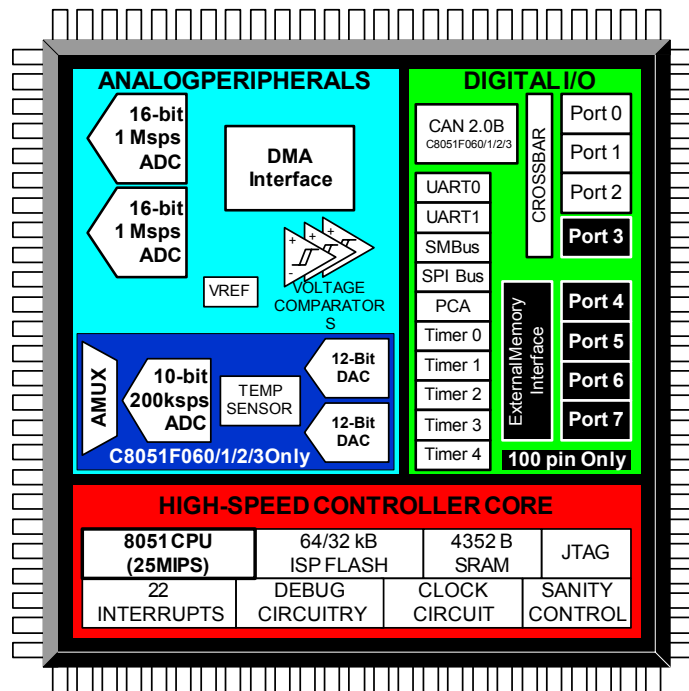 ANALOGPERIPHERALS
16-bit
1 Msps
ADC
16-bit
1 Msps
ADC
DMA
Interface
+
-
+
+
VREF
VOLTAGE
COMPARATOR
S
AMUX
10-bit
200ksps
ADC
TEMP
SENSOR
12-Bit
DAC
12-Bit
DAC
C8051F060/1/2/3Only
DIGITAL I/O
CAN 2.0B
C8051F060/1/2/3
UART0
UART1
SMBus
SPI Bus
PCA
Timer 0
Timer 1
Timer 2
Timer 3
Timer 4
CROSSBAR
Port 0
Port 1
Port 2
Port 3
ExternalMemory
Interface
Port 4
Port 5
Port 6
Port 7
100 pin Only
HIGH-SPEED CONTROLLER CORE
8051 CPU
(25MIPS)
64/32 kB
ISP FLASH
4352 B
SRAM
JTAG
22
INTERRUPTS
DEBUG
CIRCUITRY
CLOCK
CIRCUIT
SANITY
CONTROL